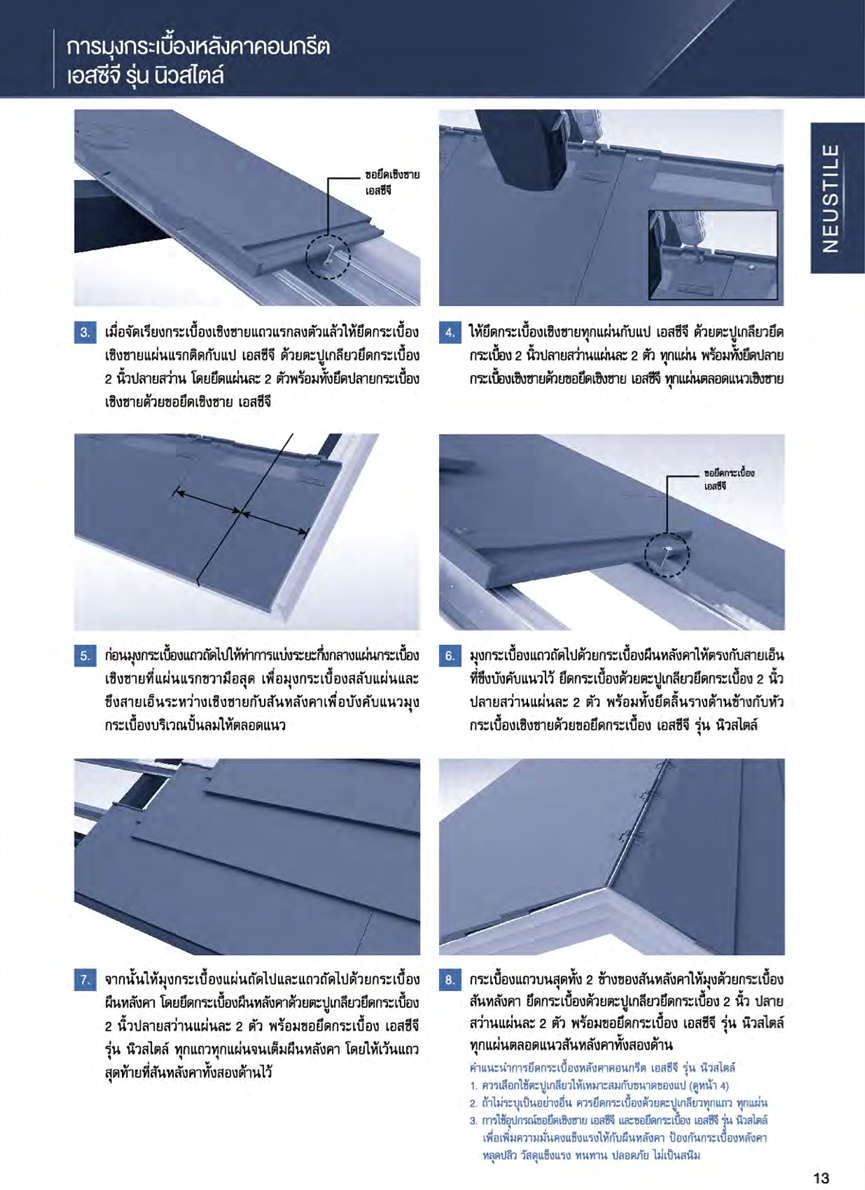 การมุงกระเบื้องหลังคาคอนกรีต
เอสซีจี รุ่น นิวสไตล์
NEUSTILE
ขอยึดเชิงชาย
เอสซีจี
3. เมื่อจัดเรียงกระเบื้องเชิงชายแถวแรกลงตัวแล้วให้ยึดกระเบื้อง
เชิงชายแผ่นแรกติดกับแป เอสซีจี ด้วยตะปูเกลียวยึดกระเบื้อง
2 นิ้วปลายสว่าน โดยยึดแผ่นละ 2 ตัวพร้อมทั้งยึดปลายกระเบื้อง
เชิงชายด้วยขอยึดเชิงชาย เอสซีจี
4. ให้ยึดกระเบื้องเชิงชายทุกแผ่นกับแป เอสซีจี ด้วยตะปูเกลียวยึด
กระเบื้อง 2 นิ้วปลายสว่านแผ่นละ 2 ตัว ทุกแผ่น พร้อมทั้งยึดปลาย
กระเบื้องเชิงชายด้วยขอยึดเชิงชาย เอสซีจี ทุกแผ่นตลอดแนวเชิงชาย
ขอยึดกระเบื้อง
เอสซีจี
5. ก่อนมุงกระเบื้องแถวถัดไปให้ทำการแบ่งระยะกึ่งกลางแผ่นกระเบื้อง
เชิงชายที่แผ่นแรกขวามือสุด เพื่อมุงกระเบื้องสลับแผ่นและ
ขึงสายเอ็นระหว่างเชิงชายกับสันหลังคาเพื่อบังคับแนวมุง
กระเบื้องบริเวณปั้นลมให้ตลอดแนว
6. มุงกระเบื้องแถวถัดไปด้วยกระเบื้องผืนหลังคาให้ตรงกับสายเอ็น
ที่ขึงบังคับแนวไว้ ยึดกระเบื้องด้วยตะปูเกลียวยึดกระเบื้อง 2 นิ้ว
ปลายสว่านแผ่นละ 2 ตัว พร้อมทั้งยึดลิ้นรางด้านข้างกับหัว
กระเบื้องเชิงชายด้วยขอยึดกระเบื้อง เอสซีจี รุ่น นิวสไตล์
7. จากนั้นให้มุงกระเบื้องแผ่นถัดไปและแถวถัดไปด้วยกระเบื้อง
ผืนหลังคา โดยยึดกระเบื้องผืนหลังคาด้วยตะปูเกลียวยึดกระเบื้อง
2 นิ้วปลายสว่านแผ่นละ 2 ตัว พร้อมขอยึดกระเบื้อง เอสซีจี
รุ่น นิวสไตล์ ทุกแถวทุกแผ่นจนเต็มผืนหลังคา โดยให้เว้นแถว
สุดท้ายที่สันหลังคาทั้งสองด้านไว้
8. กระเบื้องแถวบนสุดทั้ง 2 ข้างของสันหลังคาให้มุงด้วยกระเบื้อง
สันหลังคา ยึดกระเบื้องด้วยตะปูเกลียวยึดกระเบื้อง 2 นิ้ว ปลาย
สว่านแผ่นละ 2 ตัว พร้อมขอยึดกระเบื้อง เอสซีจี รุ่น นิวสไตล์
ทุกแผ่นตลอดแนวสันหลังคาทั้งสองด้าน
คำแนะนำการยึดกระเบื้องหลังคาคอนกรีต เอสซีจี รุ่น นิวสไตล์
1. ควรเลือกใช้ตะปูเกลียวให้เหมาะสมกับขนาดของแป (ดูหน้า 4)
2. ถ้าไม่ระบุเป็นอย่างอื่น ควรยึดกระเบื้องด้วยตะปูเกลียวทุกแถว ทุกแผ่น
3. การใช้อุปกรณ์ขอยึดเชิงชาย เอสซีจี และขอยึดกระเบื้อง เอสซีจี รุ่น นิวสไตล์
เพื่อเพิ่มความมั่นคงแข็งแรงให้กับผืนหลังคา ป้องกันกระเบื้องหลังคา
หลุดปลิว วัสดุแข็งแรง ทนทาน ปลอดภัย ไม่เป็นสนิม
13